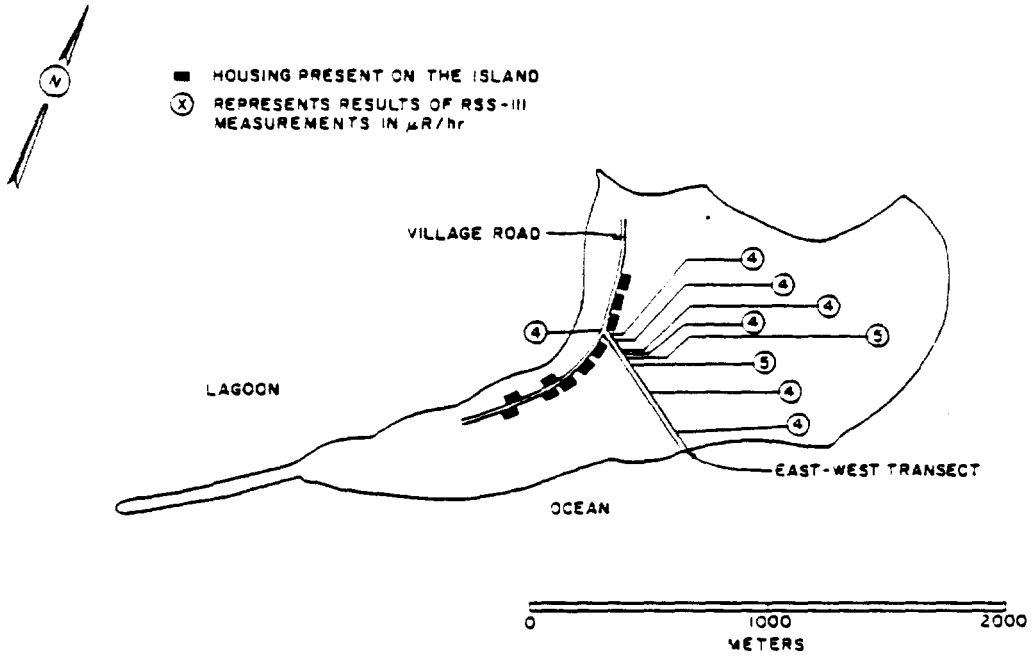 N
HOUSING PRESENT ON THE ISLAND
X REPRESENTS RESULTS OF RSS-III
MEASUREMENTS IN µR/hr
VILLAGE ROAD
4
4
4
4
4
5
5
4
4
LAGOON
EAST-WEST TRANSECT
OCEAN
0 1000 2000
METERS